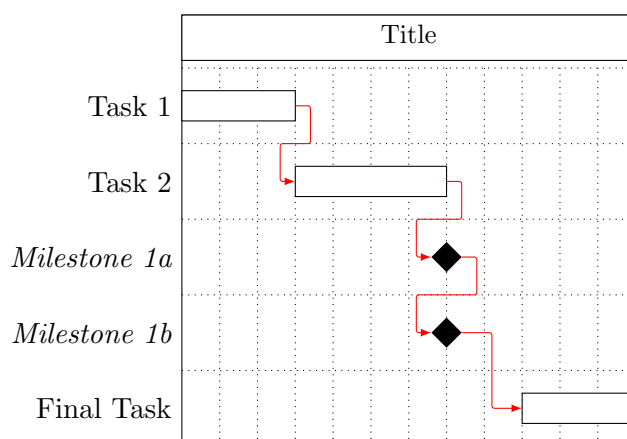 Title
Task 1
Task 2
Milestone 1a
Milestone 1b
Final Task